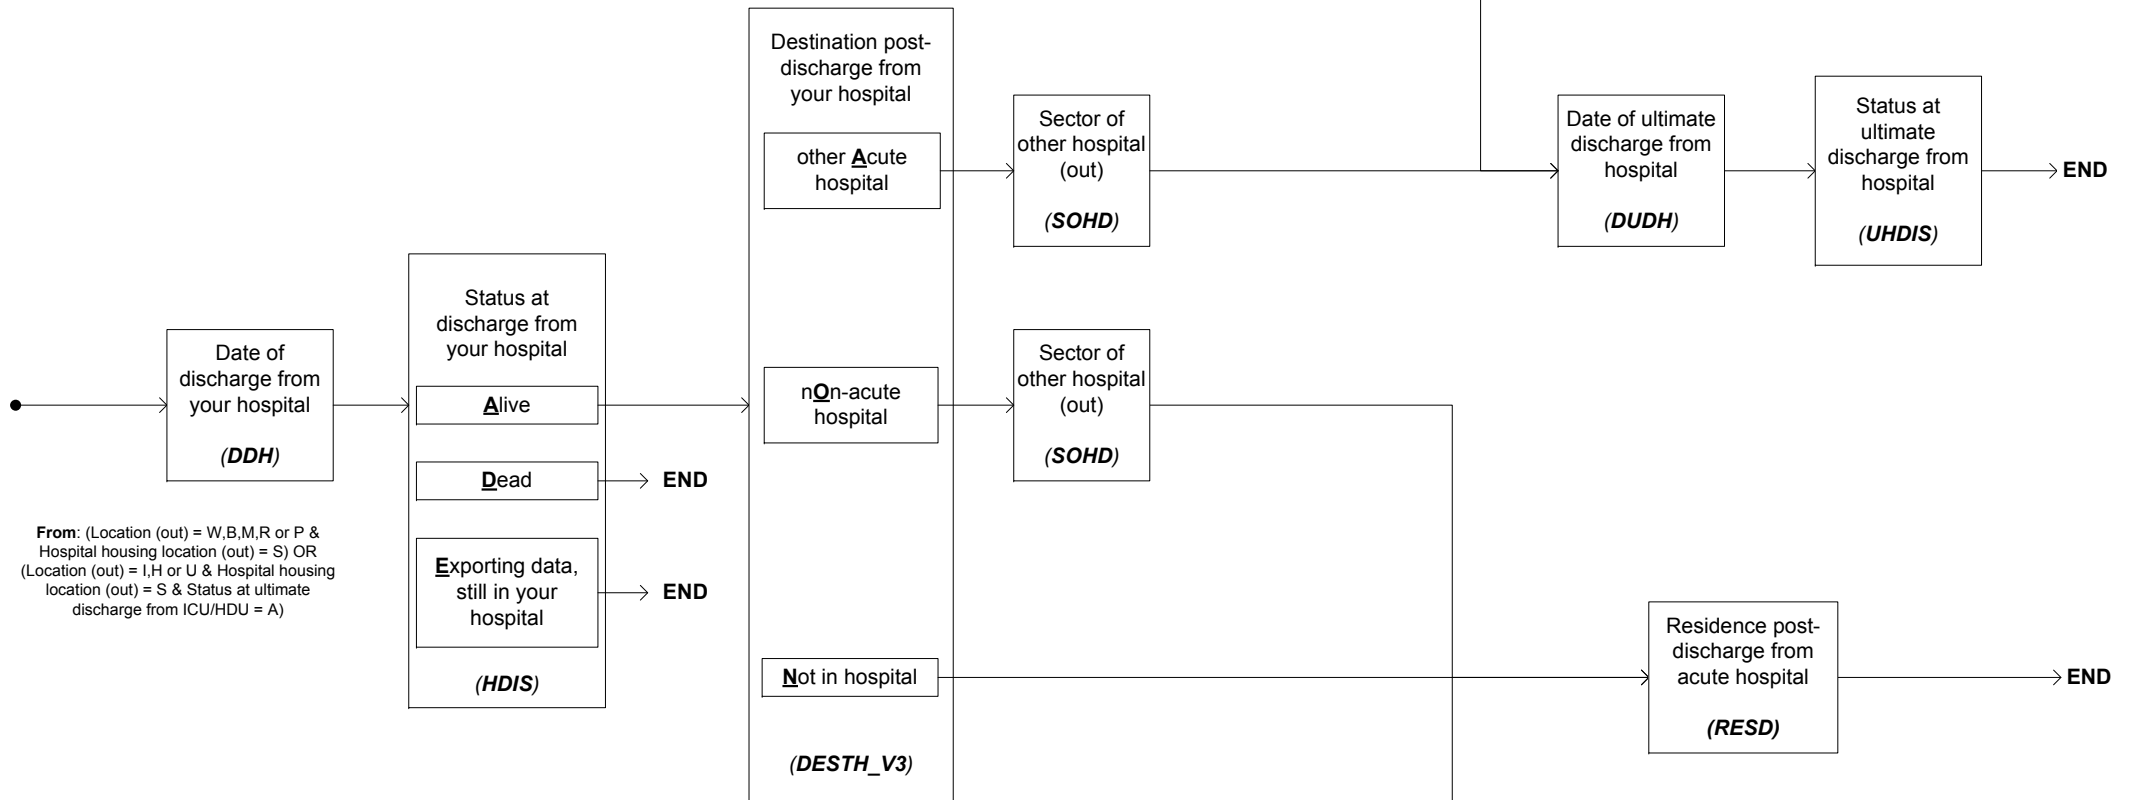 Date of
discharge from
your hospital
(DDH)
From: (Location (out) = W,B,M,R or P &
Hospital housing location (out) = S) OR
(Location (out) = I,H or U & Hospital housing
location (out) = S & Status at ultimate
discharge from ICU/HDU = A)
Status at
discharge from
your hospital
Alive
Dead
END
Exporting data,
still in your
hospital
END
(HDIS)
Destination post-
discharge from
your hospital
other Acute
hospital
nOn-acute
hospital
Not in hospital
(DESTH_V3)
Sector of
other hospital
(out)
(SOHD)
Sector of
other hospital
(out)
(SOHD)
Date of ultimate
discharge from
hospital
(DUDH)
Status at
ultimate
discharge from
hospital
(UHDIS)
END
Residence post-
discharge from
acute hospital
(RESD)
END